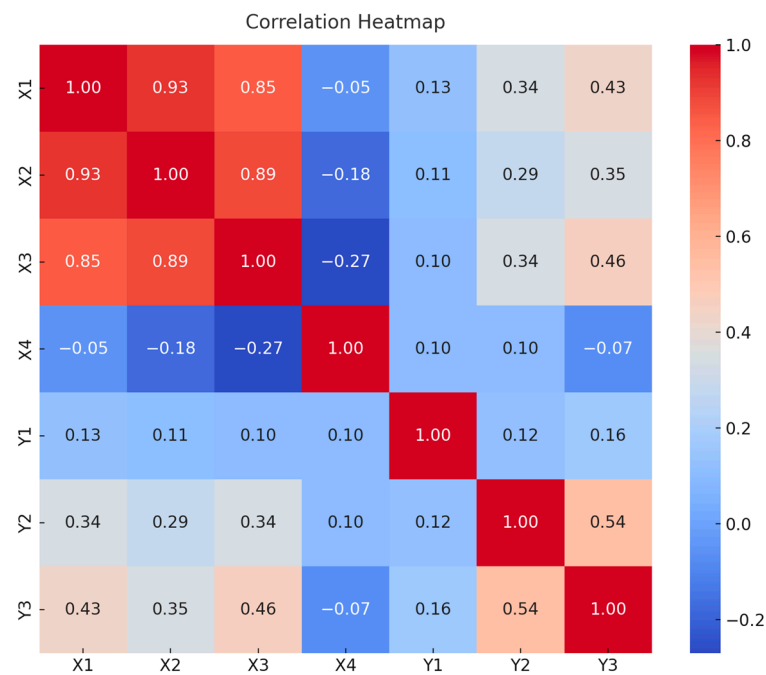 Correlation Heatmap
X1 1.00 0.93 0.85 −0.05 0.13 0.34 0.43
X2 0.93 1.00 0.89 −0.18 0.11 0.29 0.35
X3 0.85 0.89 1.00 −0.27 0.10 0.34 0.46
X4 −0.05 −0.18 −0.27 1.00 0.10 0.10 −0.07
Y1 0.13 0.11 0.10 0.10 1.00 0.12 0.16
Y2 0.34 0.29 0.34 0.10 0.12 1.00 0.54
Y3 0.43 0.35 0.46 −0.07 0.16 0.54 1.00
X1 X2 X3 X4 Y1 Y2 Y3
1.0
0.8
0.6
0.4
0.2
0.0
−0.2